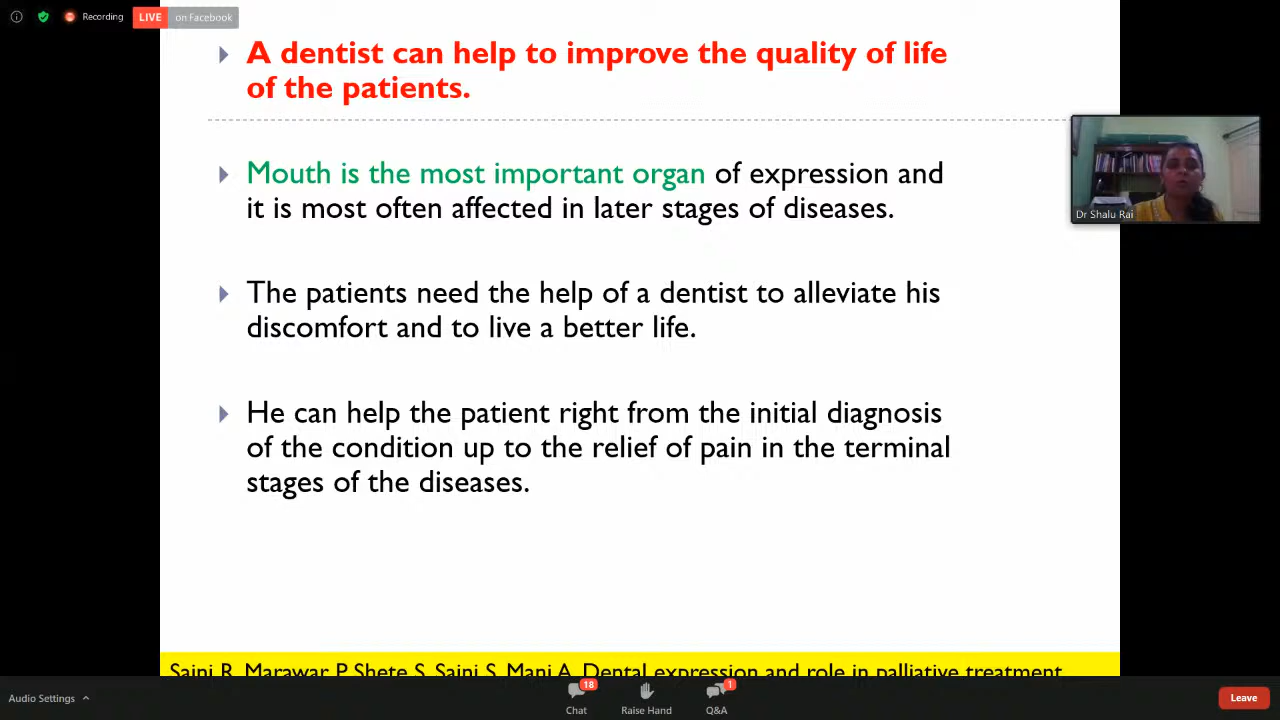 Recording
LIVE on Facebook
A dentist can help to improve the quality of life
of the patients.
Mouth is the most important organ of expression and
it is most often affected in later stages of diseases.
Dr Shalu Rai
The patients need the help of a dentist to alleviate his
discomfort and to live a better life.
He can help the patient right from the initial diagnosis
of the condition up to the relief of pain in the terminal
stages of the diseases.
Saini R, Marawar P, Shete S, Saini S, Mani A. Dental expression and role in palliative treatment.
Audio Settings
18
Chat
Raise Hand
1
Q&A
Leave